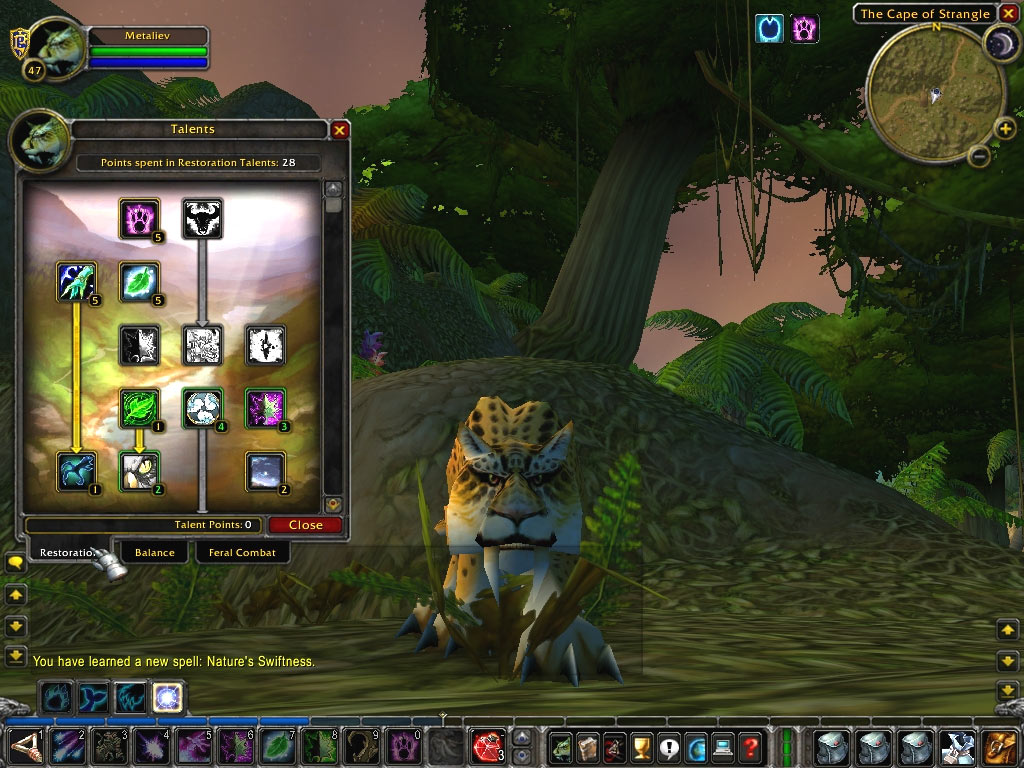 The Cape of Strangle
N
Metaliev
47
Talents
Points spent in Restoration Talents: 28
5
5
5
1
4
3
1
2
2
Talent Points: 0
Close
Restoratio
Balance
Feral Combat
You have learned a new spell: Nature's Swiftness.
1
2
3
4
5
6
7
8
9
0
3